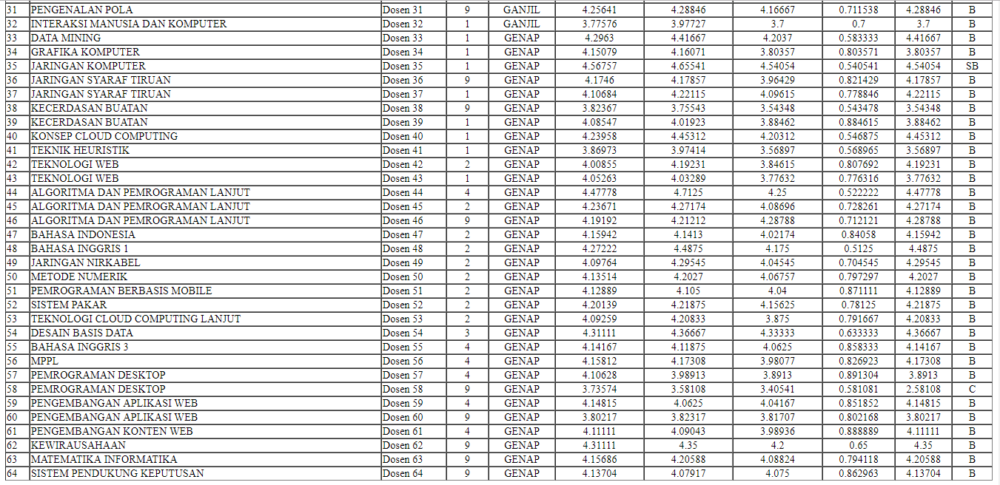 31 PENGENALAN POLA Dosen 31 9 GANJIL 4.25641 4.28846 4.16667 0.711538 4.28846 B
32 INTERAKSI MANUSIA DAN KOMPUTER Dosen 32 1 GANJIL 3.77576 3.97727 3.7 0.7 3.7 B
33 DATA MINING Dosen 33 1 GENAP 4.2963 4.41667 4.2037 0.583333 4.41667 B
34 GRAFIKA KOMPUTER Dosen 34 1 GENAP 4.15079 4.16071 3.80357 0.803571 3.80357 B
35 JARINGAN KOMPUTER Dosen 35 1 GENAP 4.56757 4.65541 4.54054 0.540541 4.54054 SB
36 JARINGAN SYARAF TIRUAN Dosen 36 9 GENAP 4.1746 4.17857 3.96429 0.821429 4.17857 B
37 JARINGAN SYARAF TIRUAN Dosen 37 1 GENAP 4.10684 4.22115 4.09615 0.778846 4.22115 B
38 KECERDASAN BUATAN Dosen 38 9 GENAP 3.82367 3.75543 3.54348 0.543478 3.54348 B
39 KECERDASAN BUATAN Dosen 39 1 GENAP 4.08547 4.01923 3.88462 0.884615 3.88462 B
40 KONSEP CLOUD COMPUTING Dosen 40 1 GENAP 4.23958 4.45312 4.20312 0.546875 4.45312 B
41 TEKNIK HEURISTIK Dosen 41 1 GENAP 3.86973 3.97414 3.56897 0.568965 3.56897 B
42 TEKNOLOGI WEB Dosen 42 2 GENAP 4.00855 4.19231 3.84615 0.807692 4.19231 B
43 TEKNOLOGI WEB Dosen 43 1 GENAP 4.05263 4.03289 3.77632 0.776316 3.77632 B
44 ALGORITMA DAN PEMROGRAMAN LANJUT Dosen 44 4 GENAP 4.47778 4.7125 4.25 0.522222 4.47778 B
45 ALGORITMA DAN PEMROGRAMAN LANJUT Dosen 45 2 GENAP 4.23671 4.27174 4.08696 0.728261 4.27174 B
46 ALGORITMA DAN PEMROGRAMAN LANJUT Dosen 46 9 GENAP 4.19192 4.21212 4.28788 0.712121 4.28788 B
47 BAHASA INDONESIA Dosen 47 2 GENAP 4.15942 4.1413 4.02174 0.84058 4.15942 B
48 BAHASA INGGRIS 1 Dosen 48 2 GENAP 4.27222 4.4875 4.175 0.5125 4.4875 B
49 JARINGAN NIRKABEL Dosen 49 2 GENAP 4.09764 4.29545 4.04545 0.704545 4.29545 B
50 METODE NUMERIK Dosen 50 2 GENAP 4.13514 4.2027 4.06757 0.797297 4.2027 B
51 PEMROGRAMAN BERBASIS MOBILE Dosen 51 2 GENAP 4.12889 4.105 4.04 0.871111 4.12889 B
52 SISTEM PAKAR Dosen 52 2 GENAP 4.20139 4.21875 4.15625 0.78125 4.21875 B
53 TEKNOLOGI CLOUD COMPUTING LANJUT Dosen 53 2 GENAP 4.09259 4.20833 3.875 0.791667 4.20833 B
54 DESAIN BASIS DATA Dosen 54 3 GENAP 4.31111 4.36667 4.33333 0.633333 4.36667 B
55 BAHASA INGGRIS 3 Dosen 55 4 GENAP 4.14167 4.11875 4.0625 0.858333 4.14167 B
56 MPPL Dosen 56 4 GENAP 4.15812 4.17308 3.98077 0.826923 4.17308 B
57 PEMROGRAMAN DESKTOP Dosen 57 4 GENAP 4.10628 3.98913 3.8913 0.891304 3.8913 B
58 PEMROGRAMAN DESKTOP Dosen 58 9 GENAP 3.73574 3.58108 3.40541 0.581081 2.58108 C
59 PENGEMBANGAN APLIKASI WEB Dosen 59 4 GENAP 4.14815 4.0625 4.04167 0.851852 4.14815 B
60 PENGEMBANGAN APLIKASI WEB Dosen 60 9 GENAP 3.80217 3.82317 3.81707 0.802168 3.80217 B
61 PENGEMBANGAN KONTEN WEB Dosen 61 4 GENAP 4.11111 4.09043 3.98936 0.888889 4.11111 B
62 KEWIRAUSAHAAN Dosen 62 9 GENAP 4.31111 4.35 4.2 0.65 4.35 B
63 MATEMATIKA INFORMATIKA Dosen 63 9 GENAP 4.15686 4.20588 4.08824 0.794118 4.20588 B
64 SISTEM PENDUKUNG KEPUTUSAN Dosen 64 9 GENAP 4.13704 4.07917 4.075 0.862963 4.13704 B